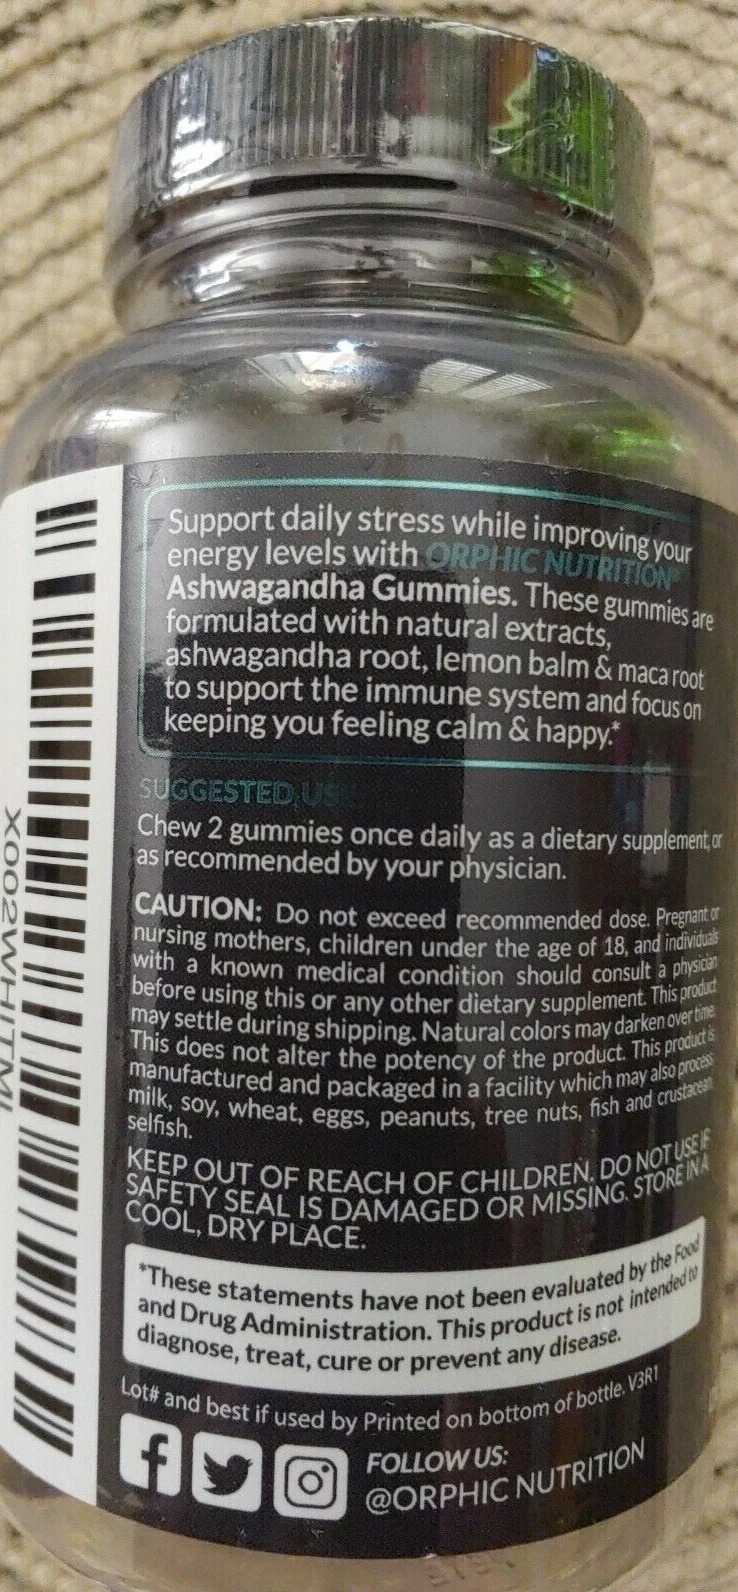 Support daily stress while improving your
energy levels with ORPHIC NUTRITION®
Ashwagandha Gummies. These gummies are
formulated with natural extracts,
ashwagandha root, lemon balm & maca root
to support the immune system and focus on
keeping you feeling calm & happy.*
SUGGESTED USE
Chew 2 gummies once daily as a dietary supplement, or
as recommended by your physician.
CAUTION: Do not exceed recommended dose. Pregnant or
nursing mothers, children under the age of 18, and individuals
with a known medical condition should consult a physician
before using this or any other dietary supplement. This product
may settle during shipping. Natural colors may darken over time.
This does not alter the potency of the product. This product is
manufactured and packaged in a facility which may also process
milk, soy, wheat, eggs, peanuts, tree nuts, fish and crustacean
selfish.
KEEP OUT OF REACH OF CHILDREN. DO NOT USE IF
SAFETY SEAL IS DAMAGED OR MISSING. STORE IN A
COOL, DRY PLACE.
*These statements have not been evaluated by the Food
and Drug Administration. This product is not intended to
diagnose, treat, cure or prevent any disease.
Lot# and best if used by Printed on bottom of bottle. V3R1
FOLLOW US:
@ORPHIC NUTRITION
X002WHITML